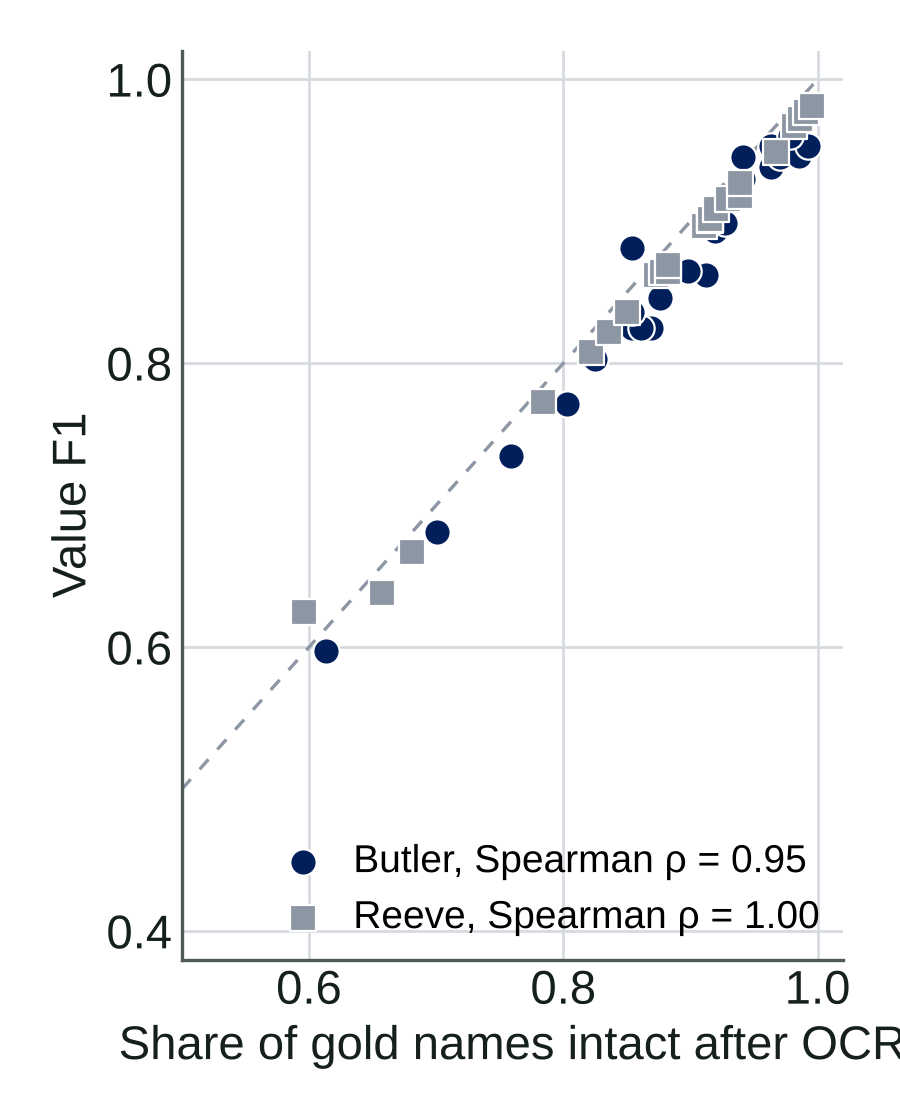 1.0
0.8
0.6
0.4
Value F1
Butler, Spearman ρ = 0.95
Reeve, Spearman ρ = 1.00
0.6 0.8 1.0
Share of gold names intact after OCR